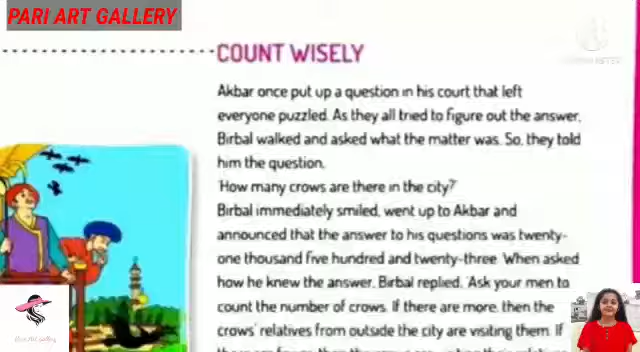 PARI ART GALLERY
COUNT WISELY
Akbar once put up a question in his court that left
everyone puzzled. As they all tried to figure out the answer,
Birbal walked and asked what the matter was. So, they told
him the question.
'How many crows are there in the city?'
Birbal immediately smiled, went up to Akbar and
announced that the answer to his questions was twenty-
one thousand five hundred and twenty-three. When asked
how he knew the answer, Birbal replied, 'Ask your men to
count the number of crows. If there are more, then the
crows' relatives from outside the city are visiting them. If